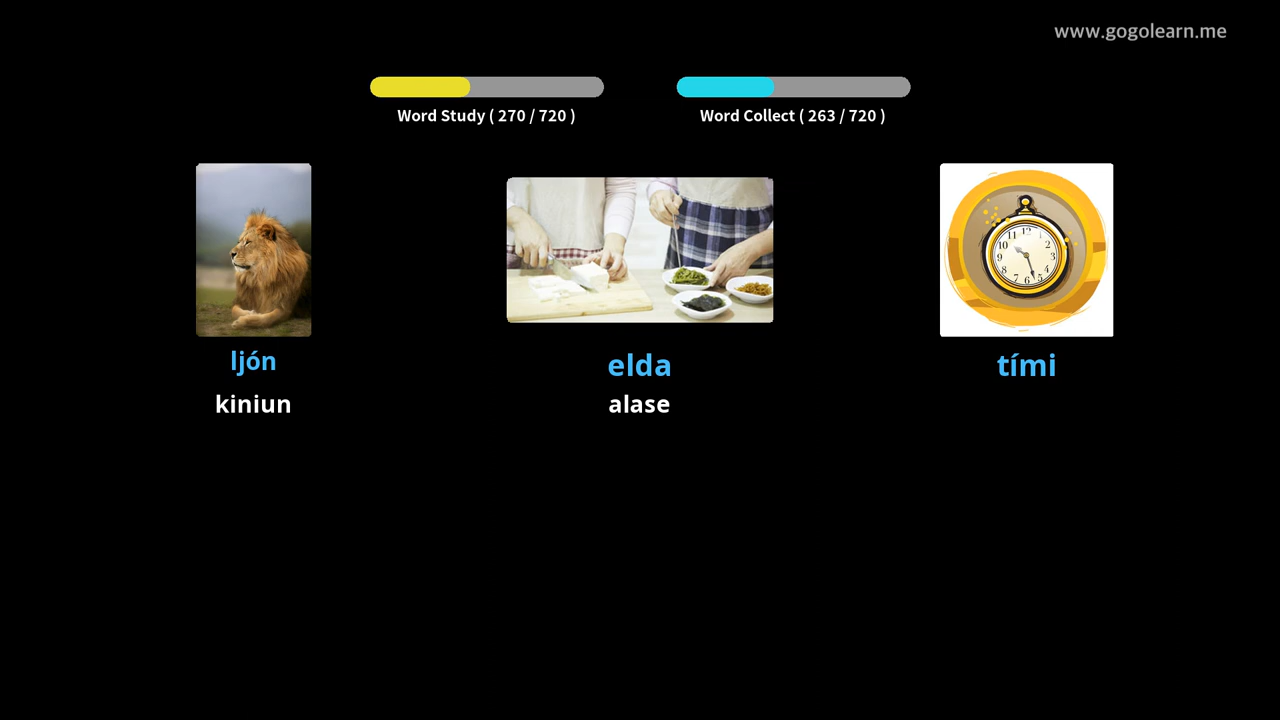 www.gogolearn.me
Word Study ( 270 / 720 )
Word Collect ( 263 / 720 )
ljón
elda
tími
kiniun
alase